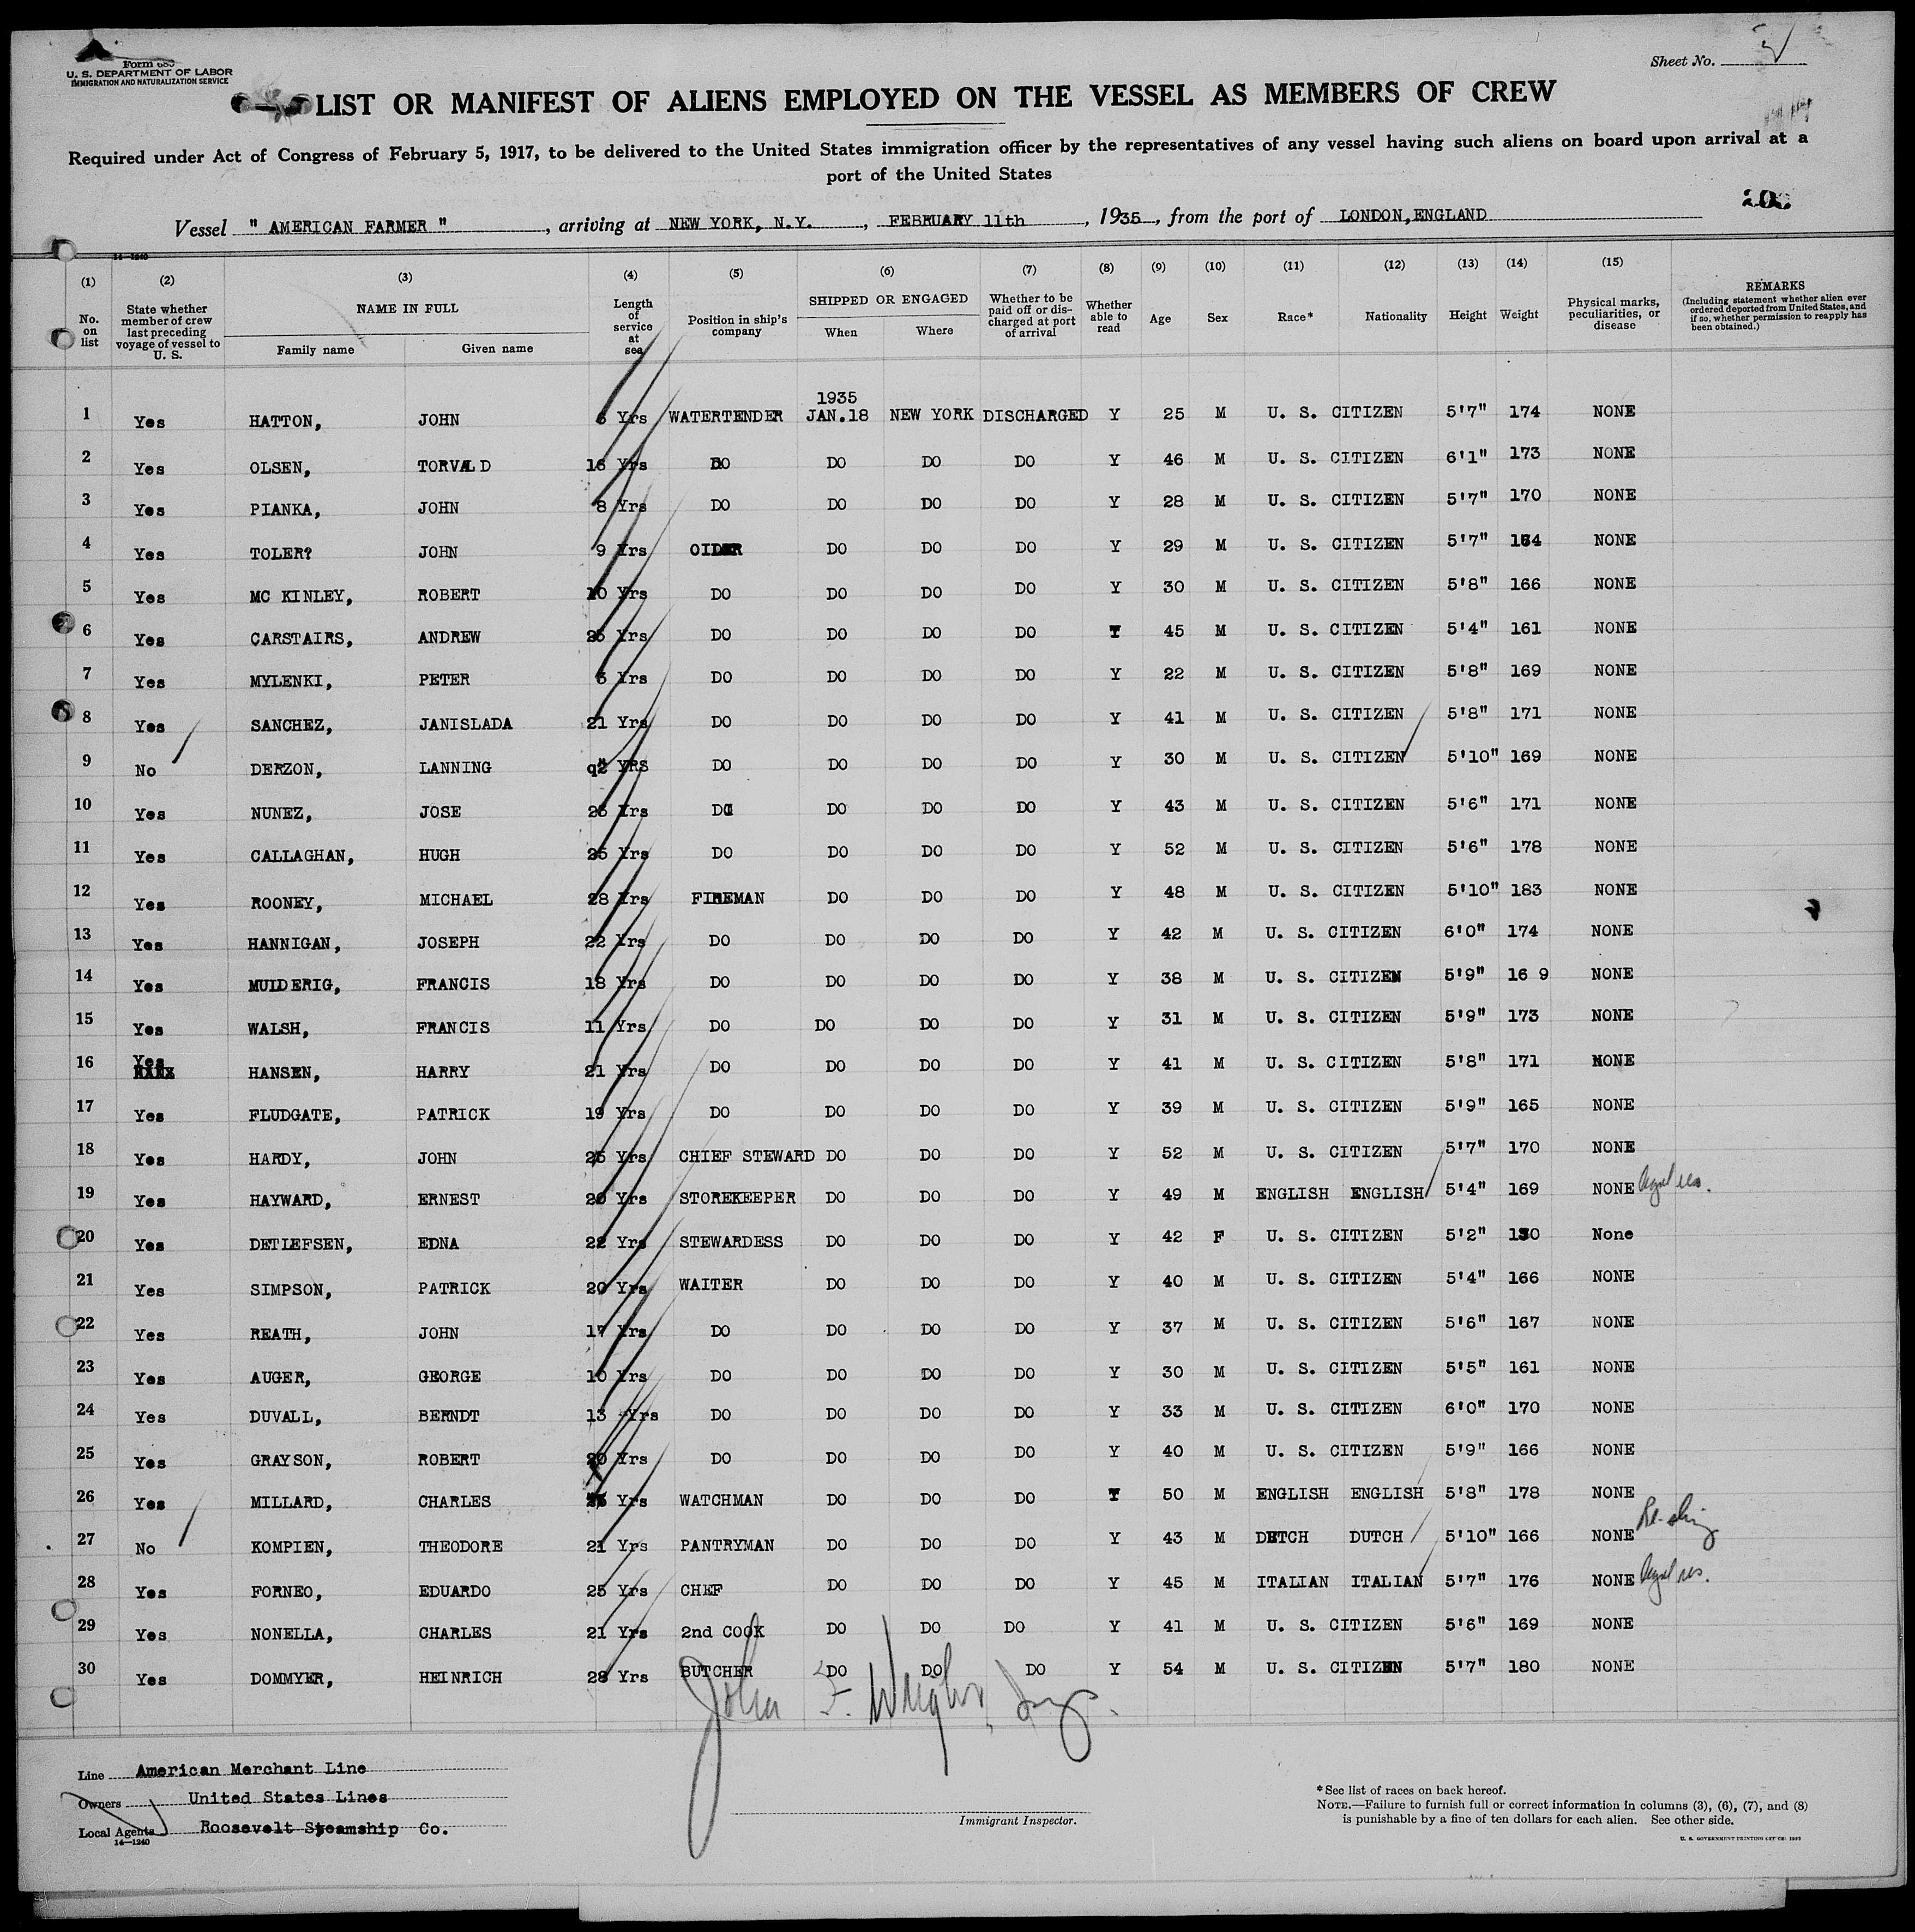 Form 680
U. S. DEPARTMENT OF LABOR
IMMIGRATION AND NATURALIZATION SERVICE
Sheet No.
LIST OR MANIFEST OF ALIENS EMPLOYED ON THE VESSEL AS MEMBERS OF CREW
Required under Act of Congress of February 5, 1917, to be delivered to the United States immigration officer by the representatives of any vessel having such aliens on board upon arrival at a
port of the United States
Vessel " AMERICAN FARMER " , arriving at NEW YORK, N.Y. , FEBRUARY 11th , 1935 , from the port of LONDON,ENGLAND
14—1240
(1) (2) (3) (4) (5) (6) (7) (8) (9) (10) (11) (12) (13) (14) (15)
No. on list State whether member of crew last preceding voyage of vessel to U. S. NAME IN FULL Family name Given name Length of service at sea Position in ship's company SHIPPED OR ENGAGED When Where Whether to be paid off or discharged at port of arrival Whether able to read Age Sex Race* Nationality Height Weight Physical marks, peculiarities, or disease REMARKS (Including statement whether alien ever ordered deported from United States, and if so, whether permission to reapply has been obtained.)
1935
1 Yes HATTON, JOHN 6 Yrs WATERTENDER JAN.18 NEW YORK DISCHARGED Y 25 M U. S. CITIZEN 5'7" 174 NONE
2 Yes OLSEN, TORVALD 16 Yrs DO DO DO DO Y 46 M U. S. CITIZEN 6'1" 173 NONE
3 Yes PIANKA, JOHN 8 Yrs DO DO DO DO Y 28 M U. S. CITIZEN 5'7" 170 NONE
4 Yes TOLER? JOHN 9 Yrs DO DO DO Y 29 M U. S. CITIZEN 5'7" NONE
5 Yes MC KINLEY, ROBERT 10 Yrs DO DO DO DO Y 30 M U. S. CITIZEN 5'8" 166 NONE
6 Yes CARSTAIRS, ANDREW 25 Yrs DO DO DO DO Y 45 M U. S. CITIZEN 5'4" 161 NONE
7 Yes MYLENKI, PETER Yrs DO DO DO DO Y 22 M U. S. CITIZEN 5'8" 169 NONE
8 Yes SANCHEZ, JANISLADA 21 Yrs DO DO DO DO Y 41 M U. S. CITIZEN 5'8" 171 NONE
9 No DERZON, LANNING YRS DO DO DO DO Y 30 M U. S. CITIZEN 5'10" 169 NONE
10 Yes NUNEZ, JOSE Yrs DO DO DO DO Y 43 M U. S. CITIZEN 5'6" 171 NONE
11 Yes CALLAGHAN, HUGH 25 Yrs DO DO DO DO Y 52 M U. S. CITIZEN 5'6" 178 NONE
12 Yes ROONEY, MICHAEL 28 Yrs FIREMAN DO DO DO Y 48 M U. S. CITIZEN 5'10" 183 NONE
13 Yes HANNIGAN, JOSEPH 22 Yrs DO DO DO DO Y 42 M U. S. CITIZEN 6'0" 174 NONE
14 Yes MULDERIG, FRANCIS 18 Yrs DO DO DO DO Y 38 M U. S. CITIZEN 5'9" 16 9 NONE
15 Yes WALSH, FRANCIS 11 Yrs DO DO DO DO Y 31 M U. S. CITIZEN 5'9" 173 NONE
16 Yes HANSEN, HARRY 21 Yrs DO DO DO DO Y 41 M U. S. CITIZEN 5'8" 171 NONE
17 Yes FLUDGATE, PATRICK 19 Yrs DO DO DO DO Y 39 M U. S. CITIZEN 5'9" 165 NONE
18 Yes HARDY, JOHN 25 Yrs CHIEF STEWARD DO DO DO Y 52 M U. S. CITIZEN 5'7" 170 NONE
19 Yes HAYWARD, ERNEST 20 Yrs STOREKEEPER DO DO DO Y 49 M ENGLISH ENGLISH 5'4" 169 NONE
20 Yes DETLEFSEN, EDNA 22 Yrs STEWARDESS DO DO DO Y 42 F U. S. CITIZEN 5'2" 130 None
21 Yes SIMPSON, PATRICK 20 Yrs WAITER DO DO DO Y 40 M U. S. CITIZEN 5'4" 166 NONE
22 Yes REATH, JOHN 17 Yrs DO DO DO DO Y 37 M U. S. CITIZEN 5'6" 167 NONE
23 Yes AUGER, GEORGE 10 Yrs DO DO DO DO Y 30 M U. S. CITIZEN 5'5" 161 NONE
24 Yes DUVALL, BERNDT 13 Yrs DO DO DO DO Y 33 M U. S. CITIZEN 6'0" 170 NONE
25 Yes GRAYSON, ROBERT 20 Yrs DO DO DO DO Y 40 M U. S. CITIZEN 5'9" 166 NONE
26 Yes MILLARD, CHARLES Yrs WATCHMAN DO DO DO Y 50 M ENGLISH ENGLISH 5'8" 178 NONE
27 No KOMPIEN, THEODORE 21 Yrs PANTRYMAN DO DO DO Y 43 M DUTCH DUTCH 5'10" 166 NONE
28 Yes FORNEO, EDUARDO 25 Yrs CHEF DO DO DO Y 45 M ITALIAN ITALIAN 5'7" 176 NONE
29 Yes NONELLA, CHARLES 21 Yrs 2nd COOK DO DO DO Y 41 M U. S. CITIZEN 5'6" 169 NONE
30 Yes DOMMYER, HEINRICH 28 Yrs BUTCHER DO DO DO Y 54 M U. S. CITIZEN 5'7" 180 NONE
John F. Wright
Line American Merchant Line
Owners United States Lines
Local Agents Roosevelt Steamship Co.
14—1240
Immigrant Inspector.
*See list of races on back hereof.
NOTE.—Failure to furnish full or correct information in columns (3), (6), (7), and (8)
is punishable by a fine of ten dollars for each alien. See other side.
U. S. GOVERNMENT PRINTING OFFICE: 1931